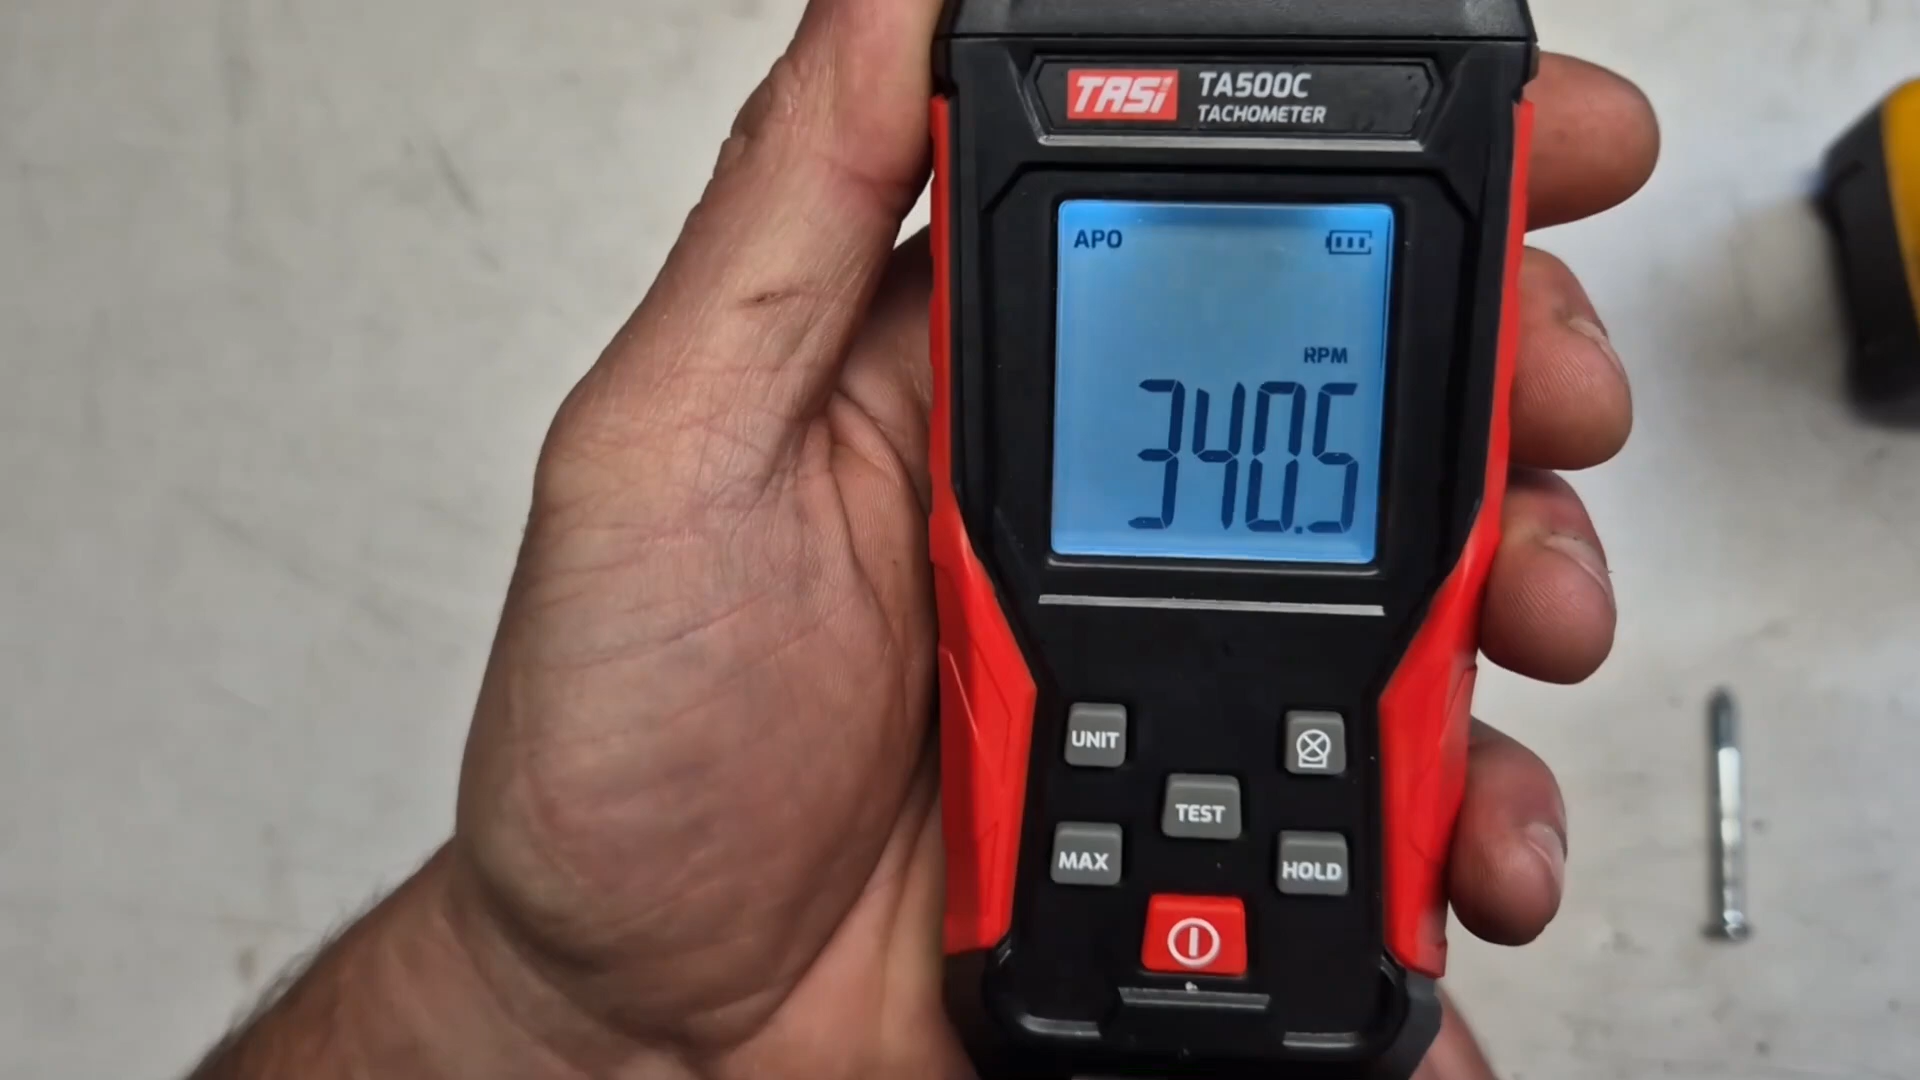 TASi TA500C
TACHOMETER
APO
RPM
340.5
UNIT
TEST
MAX
HOLD